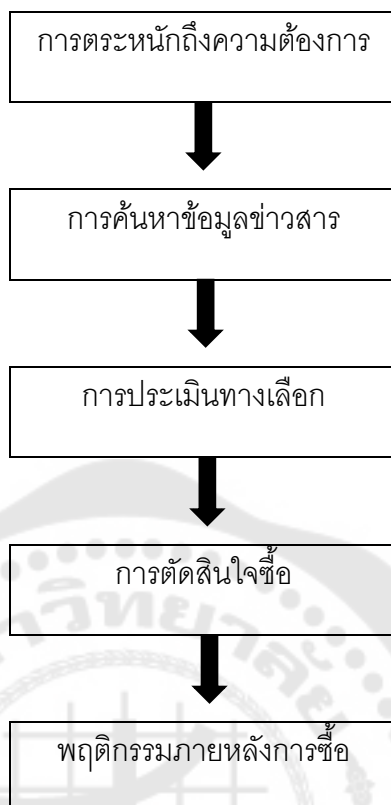 การตระหนักถึงความต้องการ
การค้นหาข้อมูลข่าวสาร
การประเมินทางเลือก
การตัดสินใจซื้อ
พฤติกรรมภายหลังการซื้อ